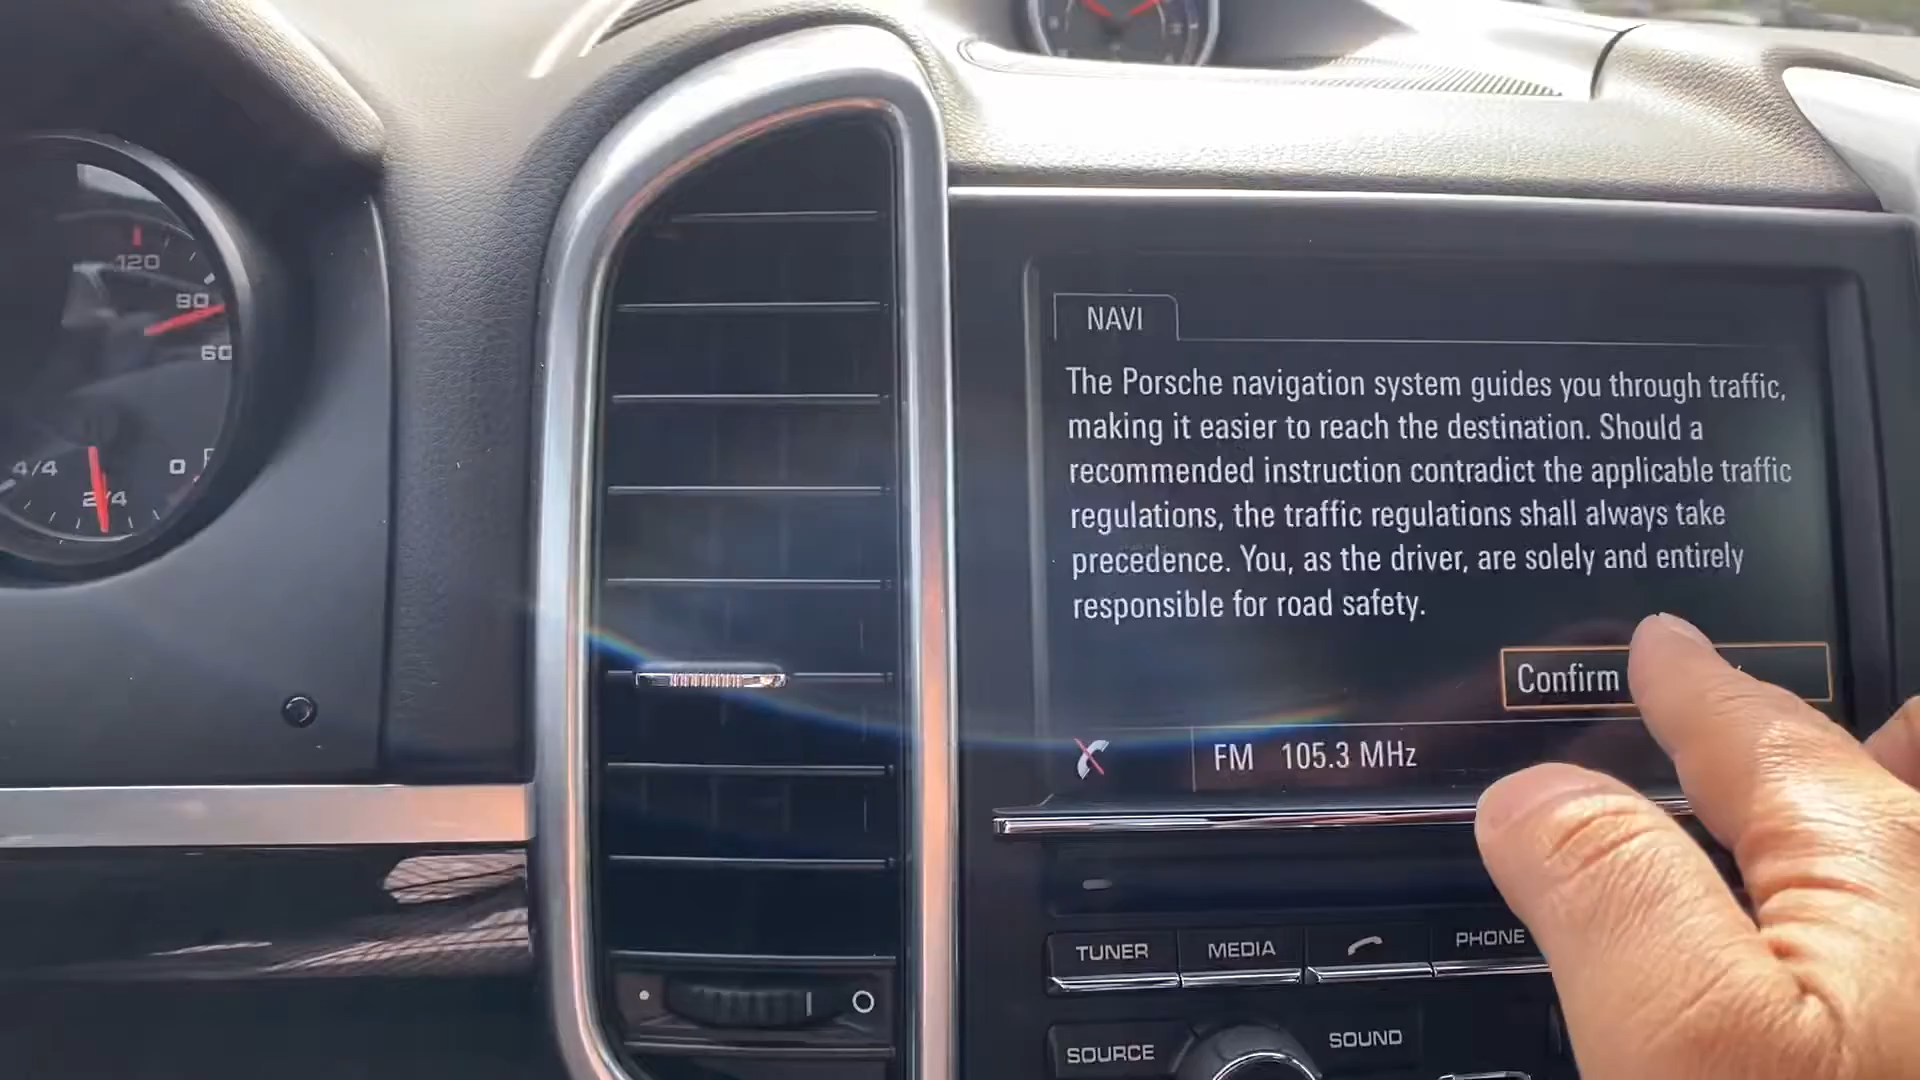 120
90
60
4/4
2/4
0
NAVI
The Porsche navigation system guides you through traffic,
making it easier to reach the destination. Should a
recommended instruction contradict the applicable traffic
regulations, the traffic regulations shall always take
precedence. You, as the driver, are solely and entirely
responsible for road safety.
Confirm
FM 105.3 MHz
TUNER
MEDIA
PHONE
SOURCE
SOUND